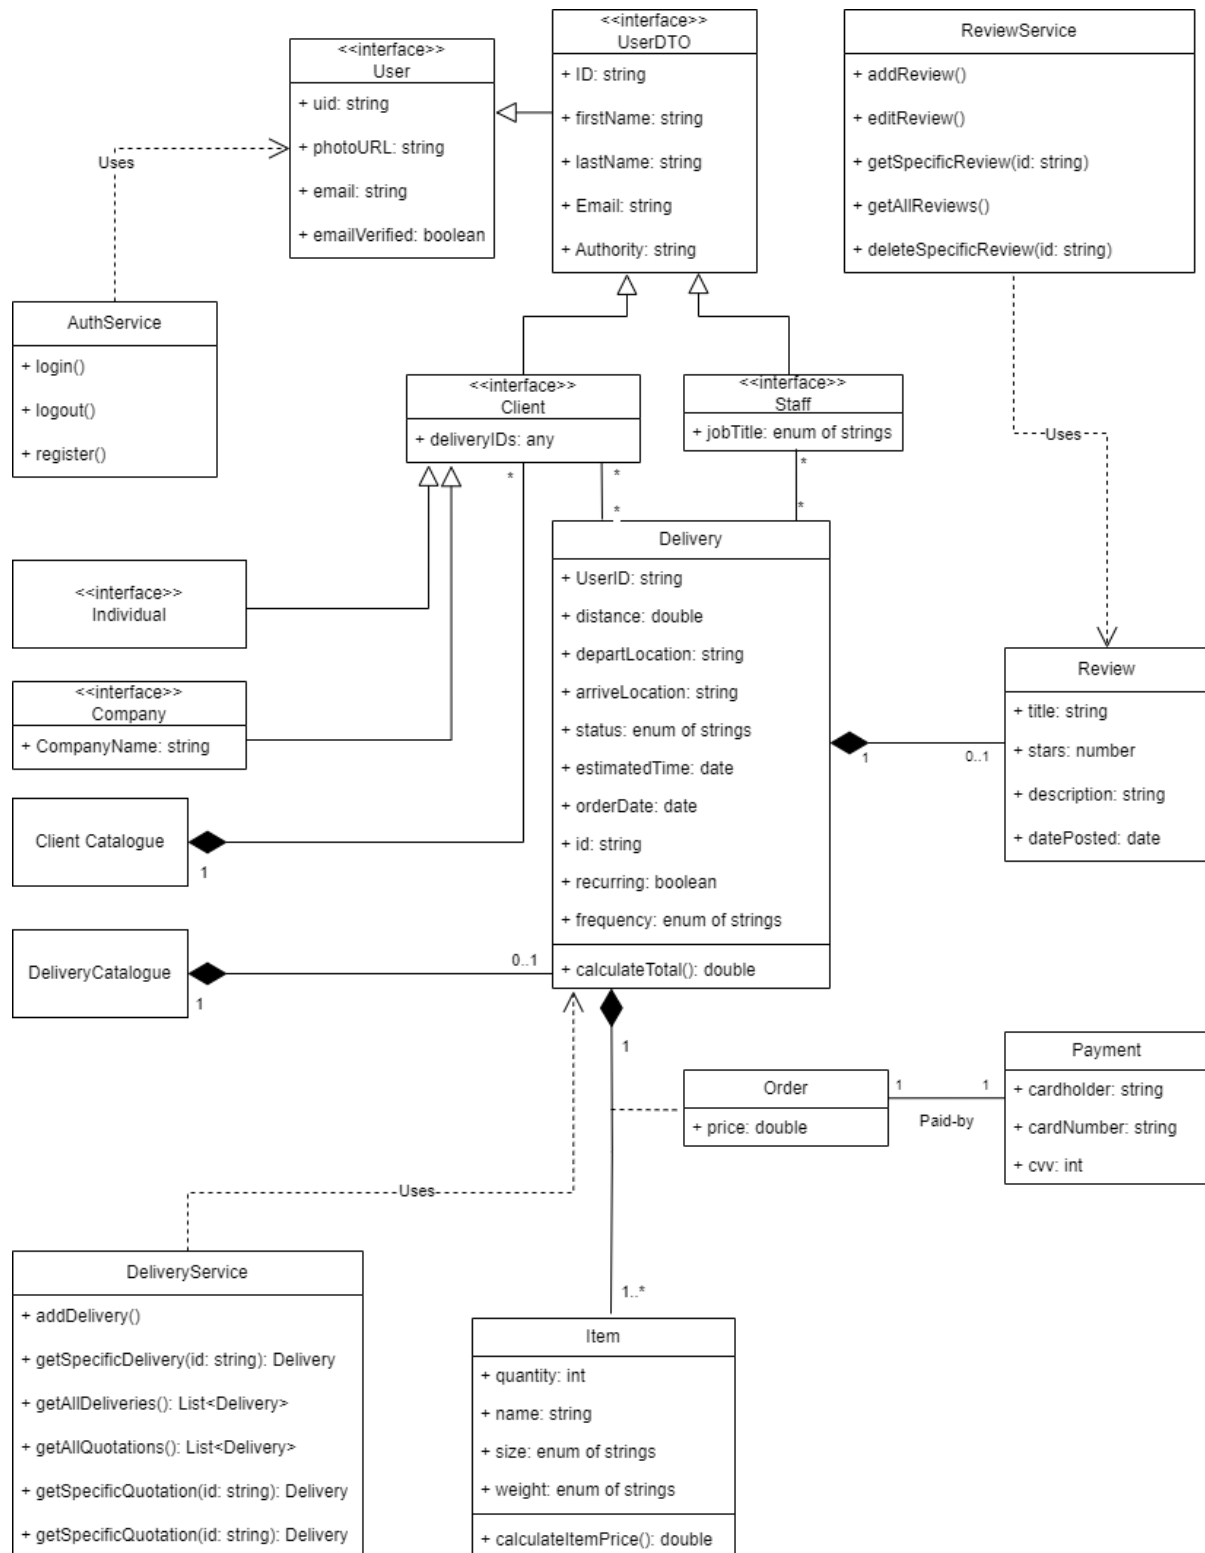 <<interface>>
User
+ uid: string
+ photoURL: string
+ email: string
+ emailVerified: boolean
<<interface>>
UserDTO
+ ID: string
+ firstName: string
+ lastName: string
+ Email: string
+ Authority: string
ReviewService
+ addReview()
+ editReview()
+ getSpecificReview(id: string)
+ getAllReviews()
+ deleteSpecificReview(id: string)
Uses
AuthService
+ login()
+ logout()
+ register()
<<interface>>
Client
+ deliveryIDs: any
<<interface>>
Staff
+ jobTitle: enum of strings
Uses
*
*
*
*
*
<<interface>>
Individual
<<interface>>
Company
+ CompanyName: string
Client Catalogue
1
DeliveryCatalogue
1
0..1
Delivery
+ UserID: string
+ distance: double
+ departLocation: string
+ arriveLocation: string
+ status: enum of strings
+ estimatedTime: date
+ orderDate: date
+ id: string
+ recurring: boolean
+ frequency: enum of strings
+ calculateTotal(): double
1
0..1
Review
+ title: string
+ stars: number
+ description: string
+ datePosted: date
1
Order
+ price: double
1
1
Paid-by
Payment
+ cardholder: string
+ cardNumber: string
+ cvv: int
Uses
1..*
DeliveryService
+ addDelivery()
+ getSpecificDelivery(id: string): Delivery
+ getAllDeliveries(): List<Delivery>
+ getAllQuotations(): List<Delivery>
+ getSpecificQuotation(id: string): Delivery
+ getSpecificQuotation(id: string): Delivery
Item
+ quantity: int
+ name: string
+ size: enum of strings
+ weight: enum of strings
+ calculateItemPrice(): double